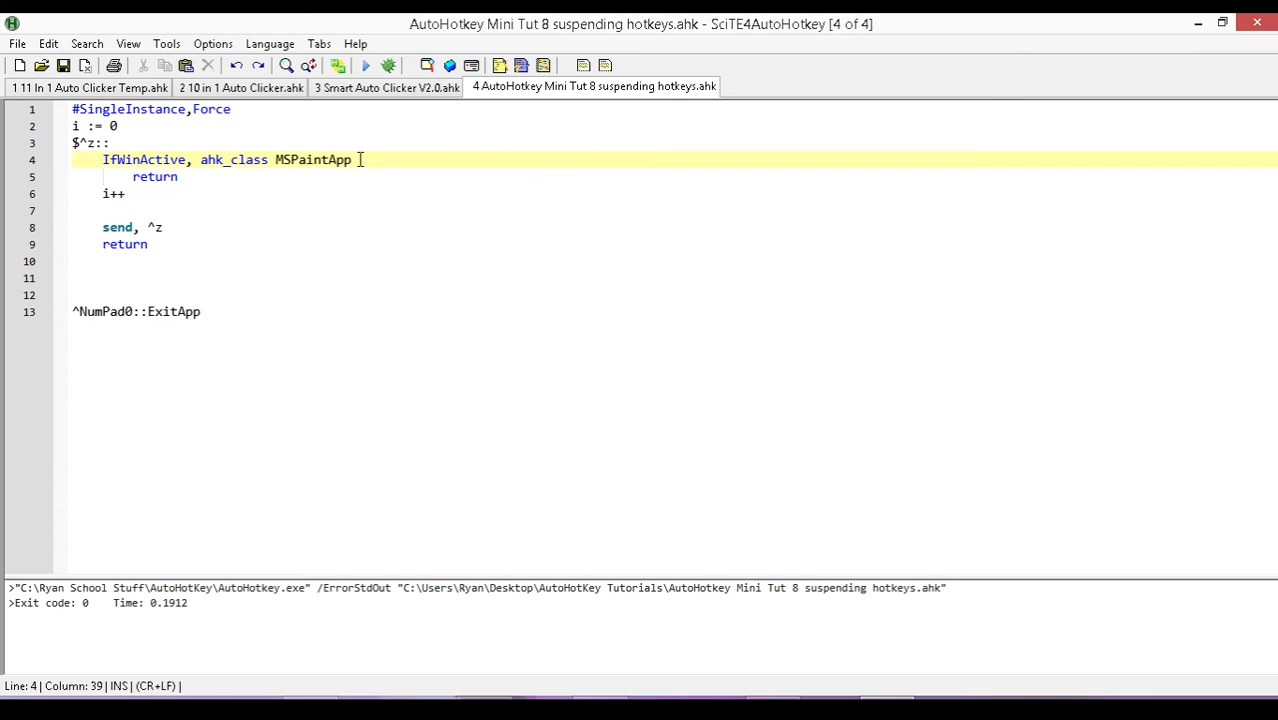 AutoHotkey Mini Tut 8 suspending hotkeys.ahk - SciTE4AutoHotkey [4 of 4]
File Edit Search View Tools Options Language Tabs Help
1 11 In 1 Auto Clicker Temp.ahk 2 10 in 1 Auto Clicker.ahk 3 Smart Auto Clicker V2.0.ahk 4 AutoHotkey Mini Tut 8 suspending hotkeys.ahk
1 #SingleInstance,Force
2 i := 0
3 $^z::
4 IfWinActive, ahk_class MSPaintApp
5 return
6 i++
7
8 send, ^z
9 return
10
11
12
13 ^NumPad0::ExitApp
>"C:\Ryan School Stuff\AutoHotKey\AutoHotkey.exe" /ErrorStdOut "C:\Users\Ryan\Desktop\AutoHotKey Tutorials\AutoHotkey Mini Tut 8 suspending hotkeys.ahk"
>Exit code: 0 Time: 0.1912
Line: 4 | Column: 39 | INS | (CR+LF) |